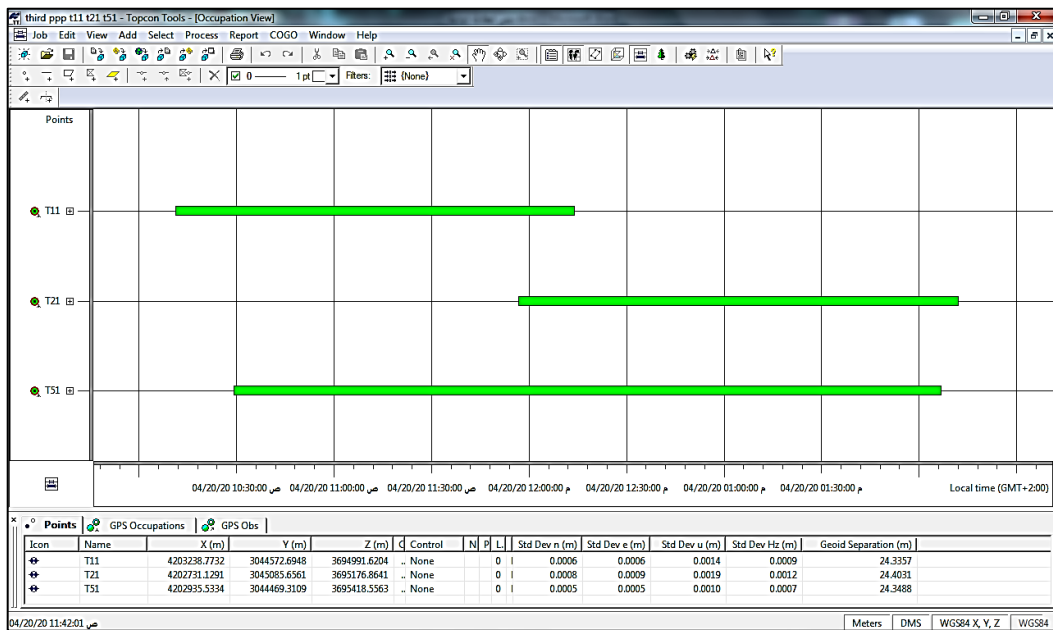 third ppp t11 t21 t51 - Topcon Tools - [Occupation View]
Job Edit View Add Select Process Report COGO Window Help
0 1 pt Filters: {None}
Points
T11
T21
T51
04/20/20 10:30:00 ص 04/20/20 11:00:00 ص 04/20/20 11:30:00 ص 04/20/20 12:00:00 م 04/20/20 12:30:00 م 04/20/20 01:00:00 م 04/20/20 01:30:00 م Local time (GMT+2:00)
Points GPS Occupations GPS Obs
Icon Name X (m) Y (m) Z (m) C Control N P L. Std Dev n (m) Std Dev e (m) Std Dev u (m) Std Dev Hz (m) Geoid Separation (m)
T11 4203238.7732 3044572.6948 3694991.6204 .. None 0 0.0006 0.0006 0.0014 0.0009 24.3357
T21 4202731.1291 3045085.6561 3695176.8641 .. None 0 0.0008 0.0009 0.0019 0.0012 24.4031
T51 4202935.5334 3044469.3109 3695418.5563 .. None 0 0.0005 0.0005 0.0010 0.0007 24.3488
04/20/20 11:42:01 ص Meters DMS WGS84 X, Y, Z WGS84